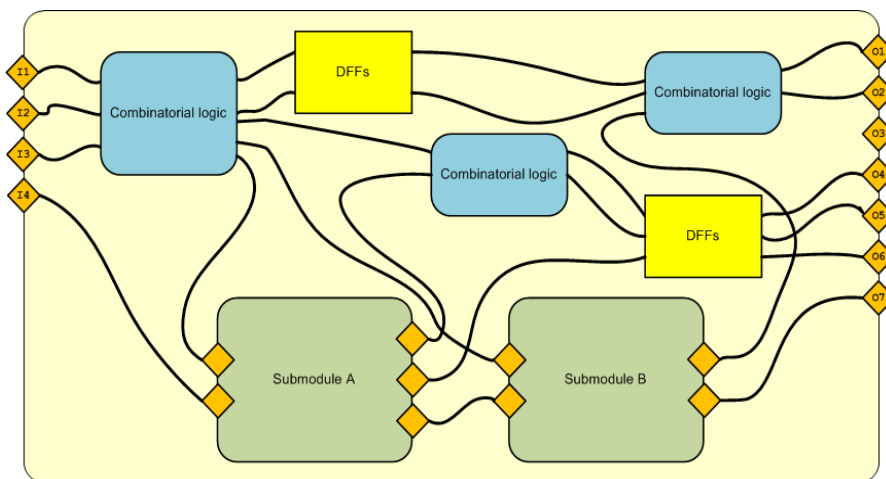 I1
I2
I3
I4
Combinatorial logic
DFFs
Combinatorial logic
Combinatorial logic
DFFs
Submodule A
Submodule B
O1
O2
O3
O4
O5
O6
O7